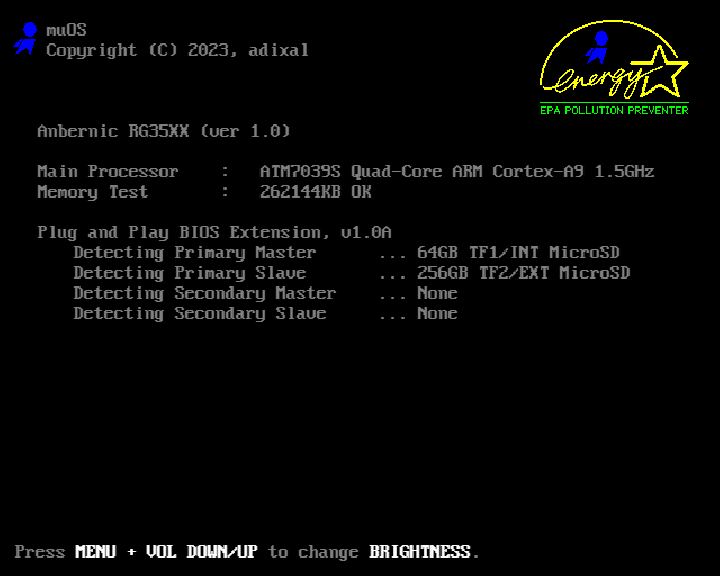 muOS
Copyright (C) 2023, adixal
energy
EPA POLLUTION PREVENTER
Anbernic RG35XX (ver 1.0)
Main Processor : ATM7039S Quad-Core ARM Cortex-A9 1.5GHz
Memory Test : 262144KB OK
Plug and Play BIOS Extension, v1.0A
Detecting Primary Master ... 64GB TF1/INT MicroSD
Detecting Primary Slave ... 256GB TF2/EXT MicroSD
Detecting Secondary Master ... None
Detecting Secondary Slave ... None
Press MENU + VOL DOWN/UP to change BRIGHTNESS.